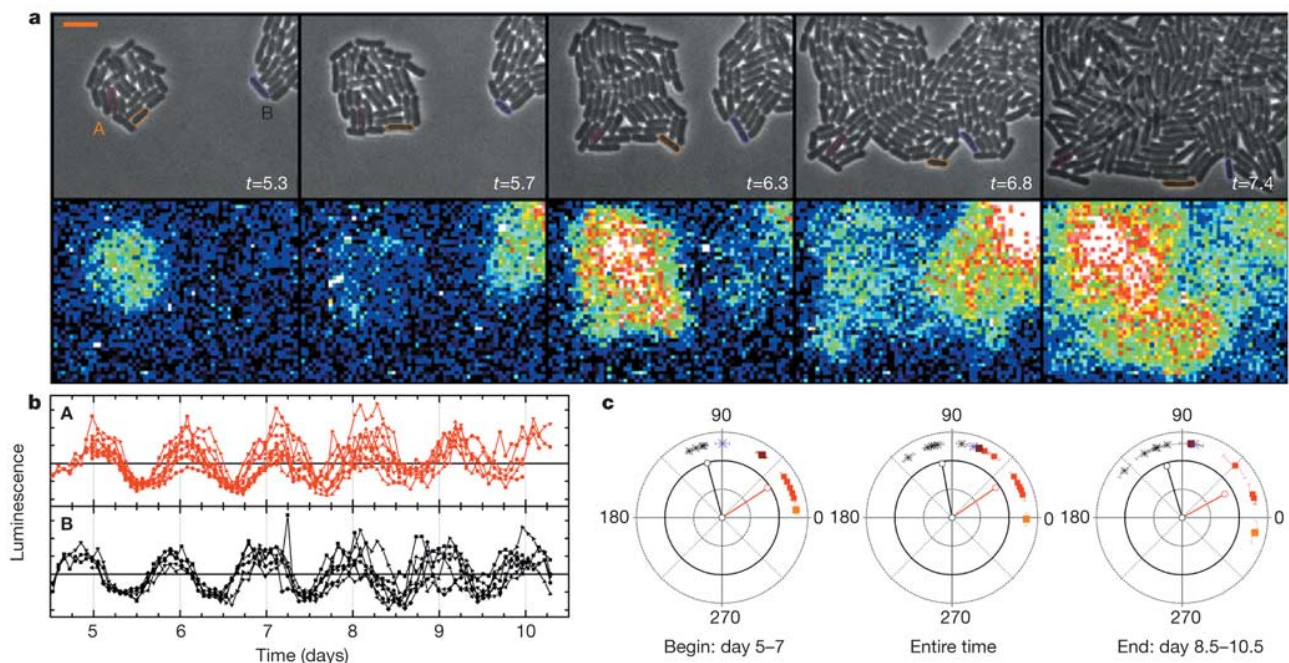 a
A
B
t=5.3
t=5.7
t=6.3
t=6.8
t=7.4
b
A
B
Luminescence
5 6 7 8 9 10
Time (days)
c
90
180
0
270
Begin: day 5–7
90
180
0
270
Entire time
90
180
0
270
End: day 8.5–10.5